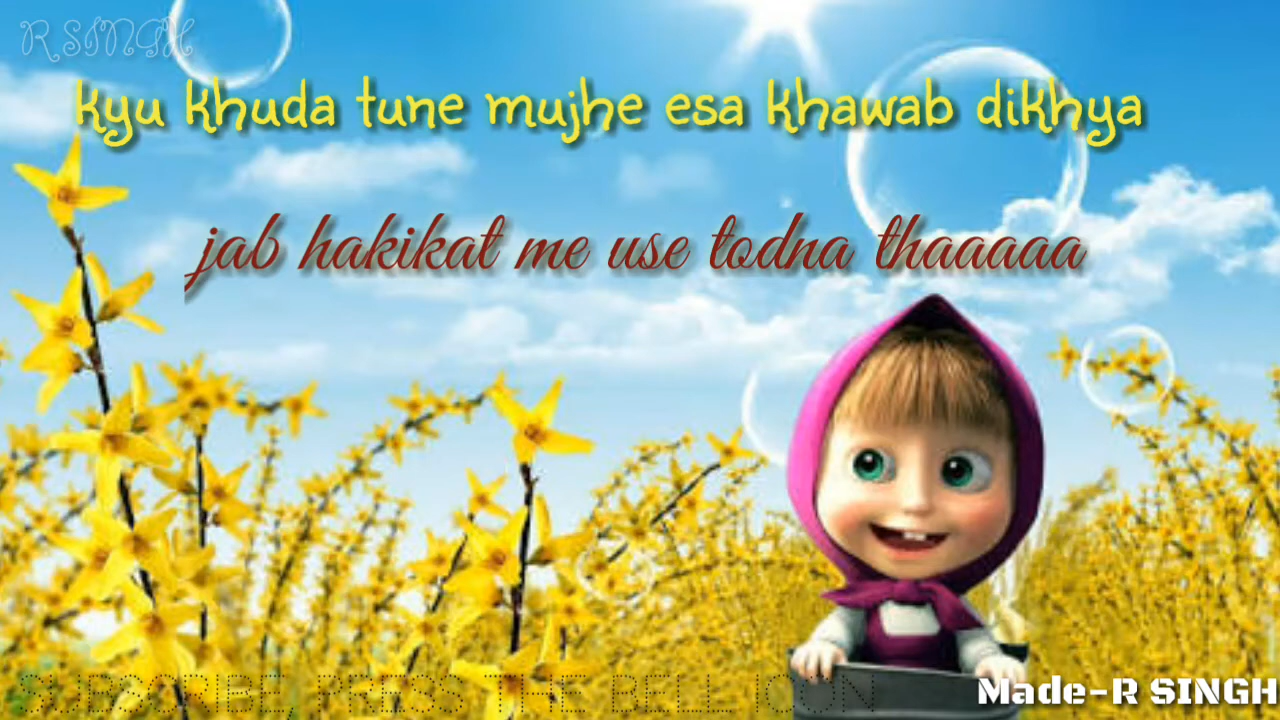 R SINGH
kyu khuda tune mujhe esa khawab dikhya
jab hakikat me use todna thaaaaa
SUBSCRIBE, PRESS THE BELL ICON
Made-R SINGH